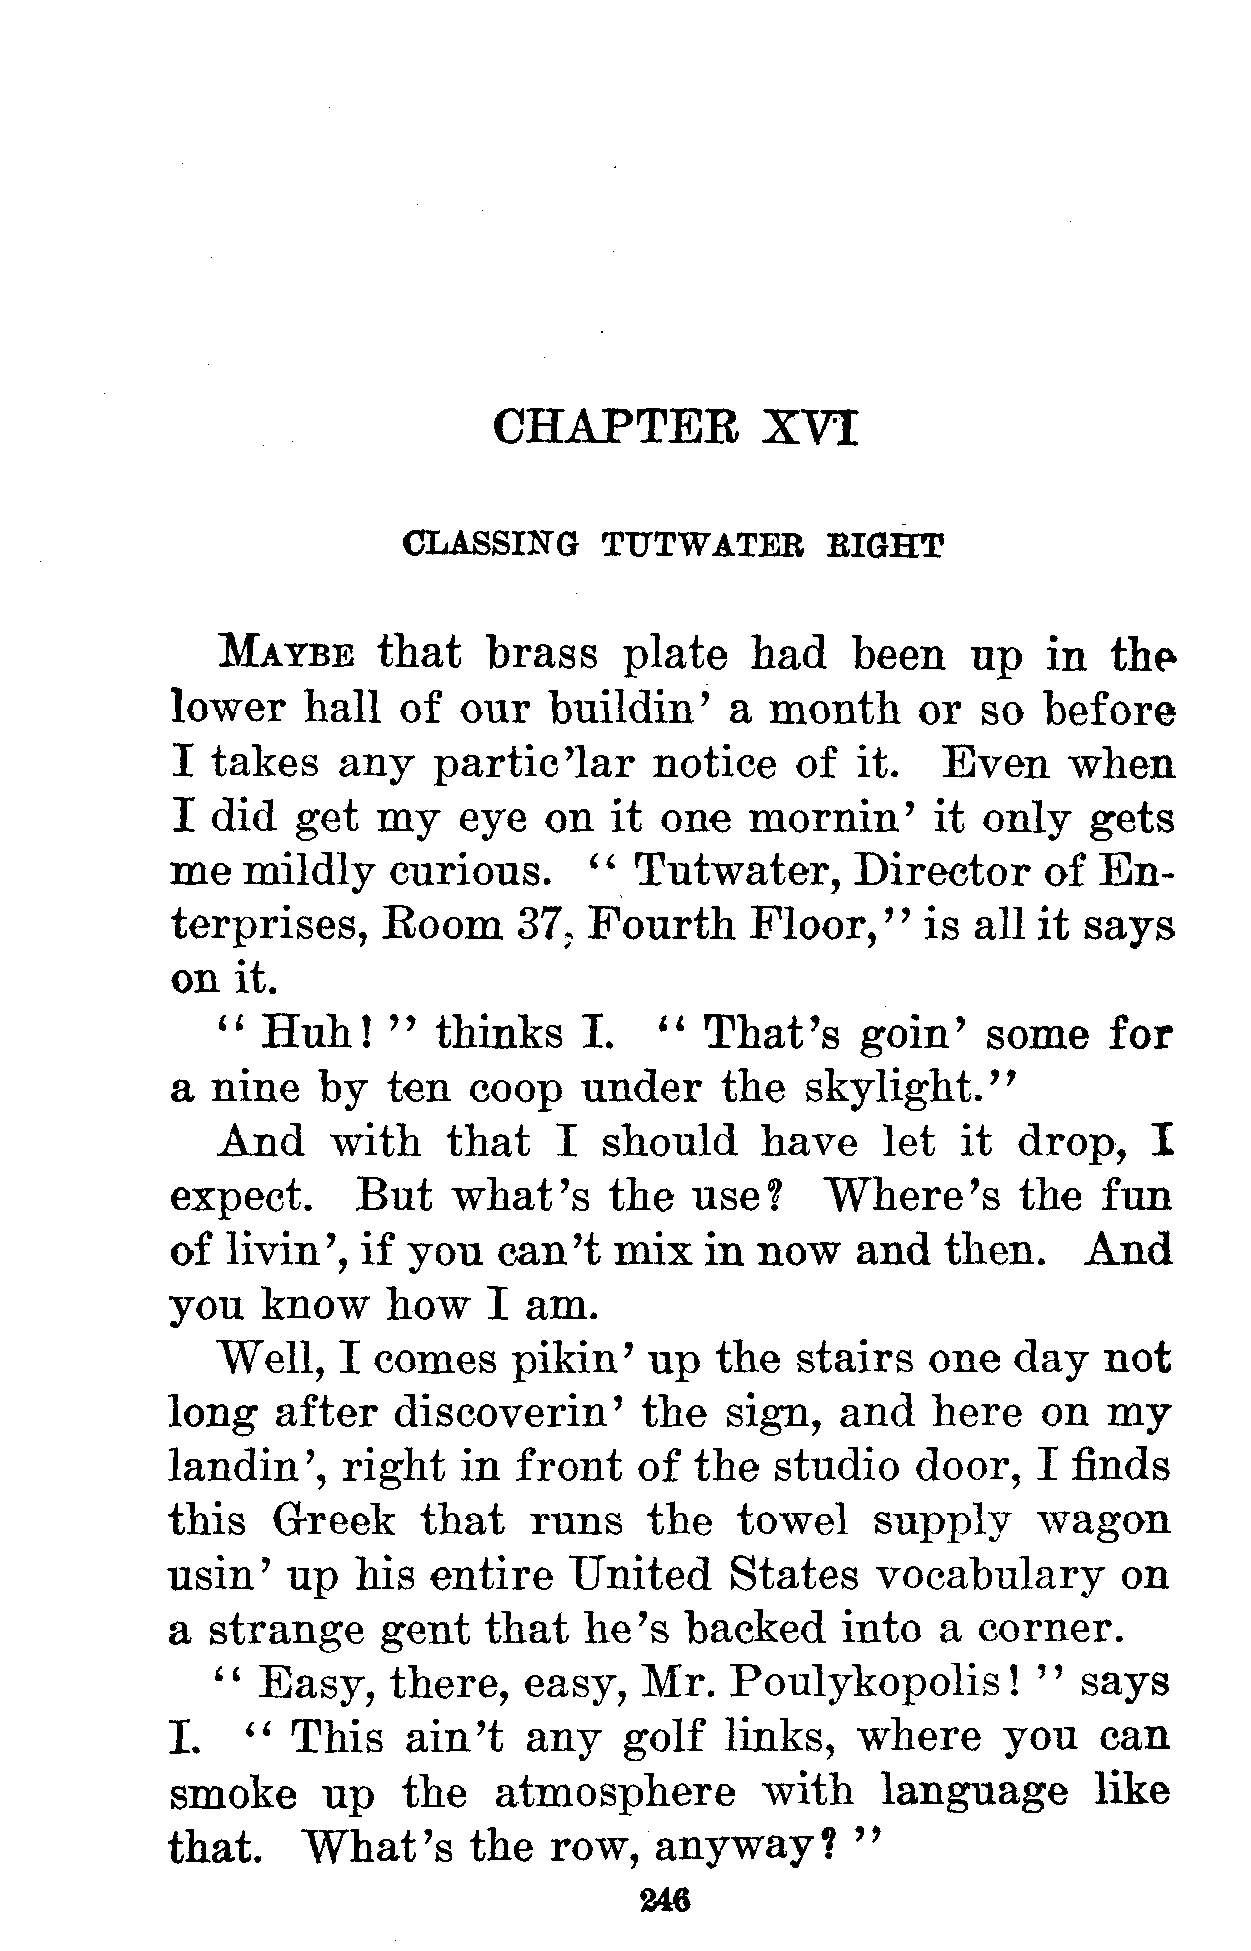 CHAPTER XVI
CLASSING TUTWATER RIGHT
MAYBE that brass plate had been up in the
lower hall of our buildin' a month or so before
I takes any partic'lar notice of it. Even when
I did get my eye on it one mornin' it only gets
me mildly curious. " Tutwater, Director of En-
terprises, Room 37, Fourth Floor," is all it says
on it.
" Huh! " thinks I. " That's goin' some for
a nine by ten coop under the skylight."
And with that I should have let it drop, I
expect. But what's the use? Where's the fun
of livin', if you can't mix in now and then. And
you know how I am.
Well, I comes pikin' up the stairs one day not
long after discoverin' the sign, and here on my
landin', right in front of the studio door, I finds
this Greek that runs the towel supply wagon
usin' up his entire United States vocabulary on
a strange gent that he's backed into a corner.
" Easy, there, easy, Mr. Poulykopolis! " says
I. " This ain't any golf links, where you can
smoke up the atmosphere with language like
that. What's the row, anyway? "
246